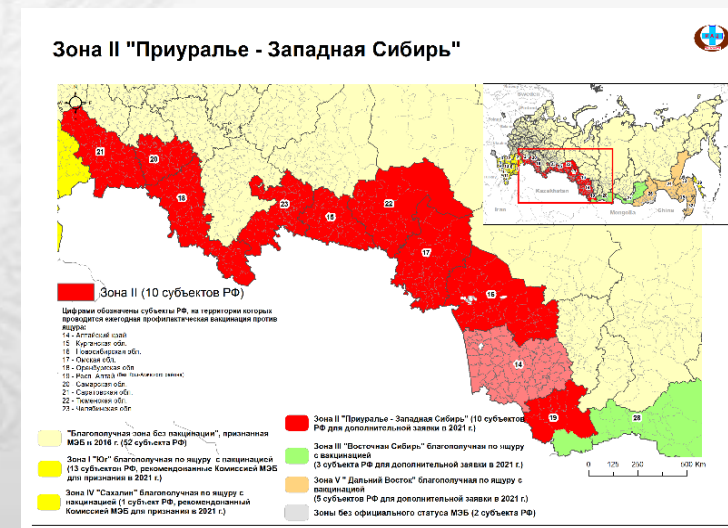 Зона II "Приуралье - Западная Сибирь"
21
20
18
23
15
22
17
16
14
19
28
Kazakhstan
Mongolia
China
Iran
Зона II (10 субъектов РФ)
Цифрами обозначены субъекты РФ, на территории которых
проводится ежегодная профилактическая вакцинация против
ящура:
14 - Алтайский край
15 Курганская обл.
16 Новосибирская обл.
17 - Омская обл.
18 - Оренбургская обл.
19 - Респ. Алтай
20 Самарская обл.
21 - Саратовская обл.
22 - Тюменская обл.
23 - Челябинская обл.
"Благополучная зона без вакцинации", признанная
МЭБ в 2016 г. (52 субъекта РФ)
Зона I "Юг" благополучная по ящуру с вакцинацией
(13 субъектов РФ, рекомендованные Комиссией МЭБ
для признания в 2021 г.)
Зона IV "Сахалин" благополучная по ящуру с
вакцинацией (1 субъект РФ, рекомендованный
Комиссией МЭБ для признания в 2021 г.)
Зона II "Приуралье - Западная Сибирь" (10 субъектов
РФ для дополнительной заявки в 2021 г.)
Зона III "Восточная Сибирь" благополучная по ящуру
с вакцинацией
(3 субъекта РФ для дополнительной заявки в 2021 г.)
Зона V " Дальний Восток" благополучная по ящуру с
вакцинацией
(5 субъектов РФ для дополнительной заявки в 2021 г.)
Зоны без официального статуса МЭБ (2 субъекта РФ)
0 125 250 500 Km